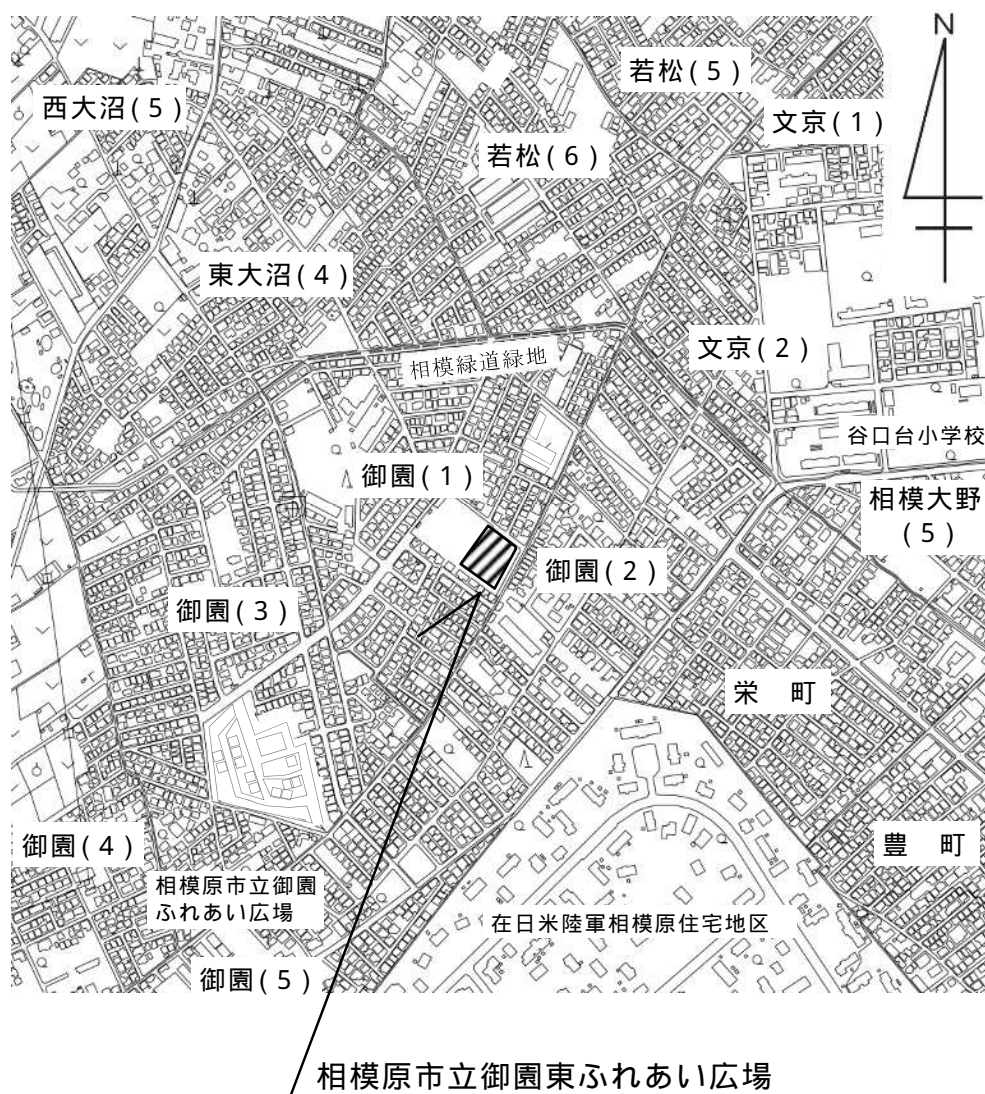 N
若松(5)
西大沼(5)
文京(1)
若松(6)
東大沼(4)
文京(2)
相模緑道緑地
谷口台小学校
御園(1)
相模大野
(5)
御園(2)
御園(3)
栄 町
御園(4)
豊 町
相模原市立御園
ふれあい広場
在日米陸軍相模原住宅地区
御園(5)
相模原市立御園東ふれあい広場